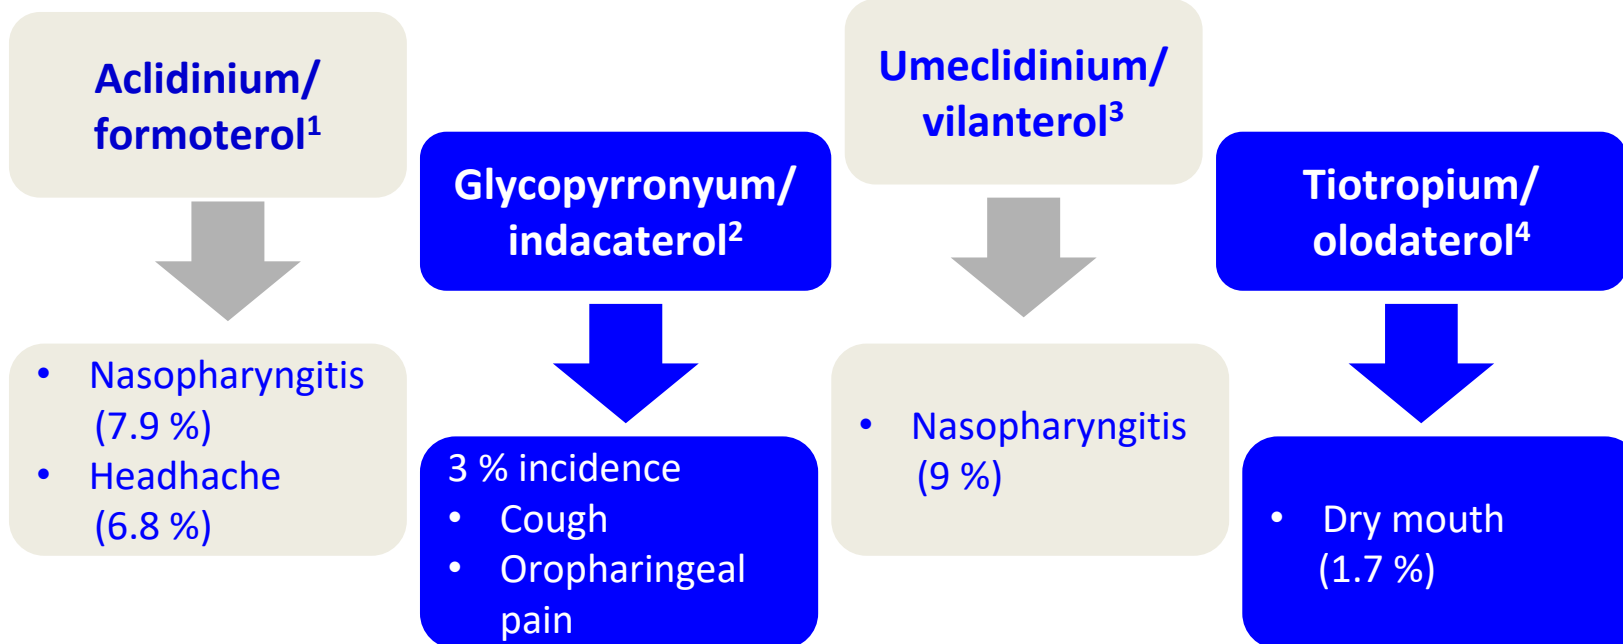 Aclidinium/
formoterol¹
• Nasopharyngitis
(7.9 %)
• Headhache
(6.8 %)
Glycopyrronyum/
indacaterol²
3 % incidence
• Cough
• Oropharingeal
pain
Umeclidinium/
vilanterol³
• Nasopharyngitis
(9 %)
Tiotropium/
olodaterol⁴
• Dry mouth
(1.7 %)